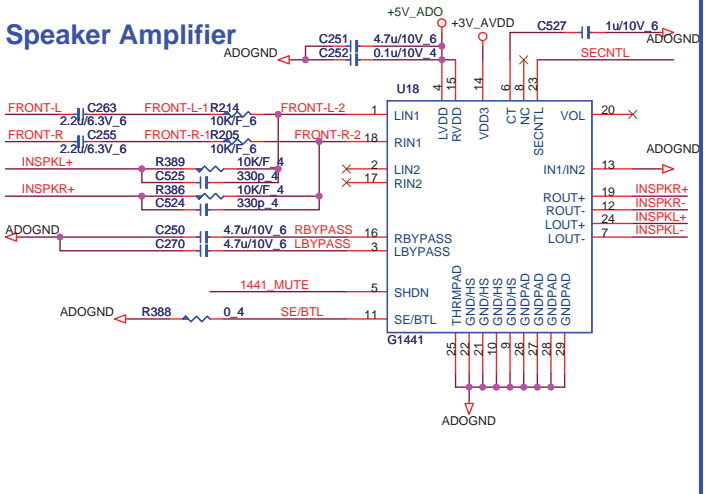 Speaker Amplifier
+5V_ADO
+3V_AVDD
C527 1u/10V_6
ADOGND
ADOGND
C251 4.7u/10V_6
C252 0.1u/10V_4
SECNTL
U18
4 15 14 6 8 23
LVDD RVDD VDD3 CT NC SECNTL
FRONT-L C263 FRONT-L-1 R214 FRONT-L-2 1 LIN1
2.2u/6.3V_6 10K/F_6
VOL 20
FRONT-R C255 FRONT-R-1 R205 FRONT-R-2 18 RIN1
2.2u/6.3V_6 10K/F_6
ADOGND
INSPKL+ R389 10K/F_4 2 LIN2
IN1/IN2 13
C525 330p_4 17 RIN2
INSPKR+ R386 10K/F_4
C524 330p_4
ROUT+ 19 INSPKR+
ROUT- 12 INSPKR-
LOUT+ 24 INSPKL+
LOUT- 7 INSPKL-
ADOGND
C250 4.7u/10V_6 RBYPASS 16 RBYPASS
C270 4.7u/10V_6 LBYPASS 3 LBYPASS
1441_MUTE 5 SHDN
ADOGND R388 0_4 SE/BTL 11 SE/BTL
THRMPAD GND/HS GND/HS GND/HS GND/HS GNDPAD GNDPAD GNDPAD GNDPAD
G1441
25 22 21 10 9 26 27 28 29
ADOGND